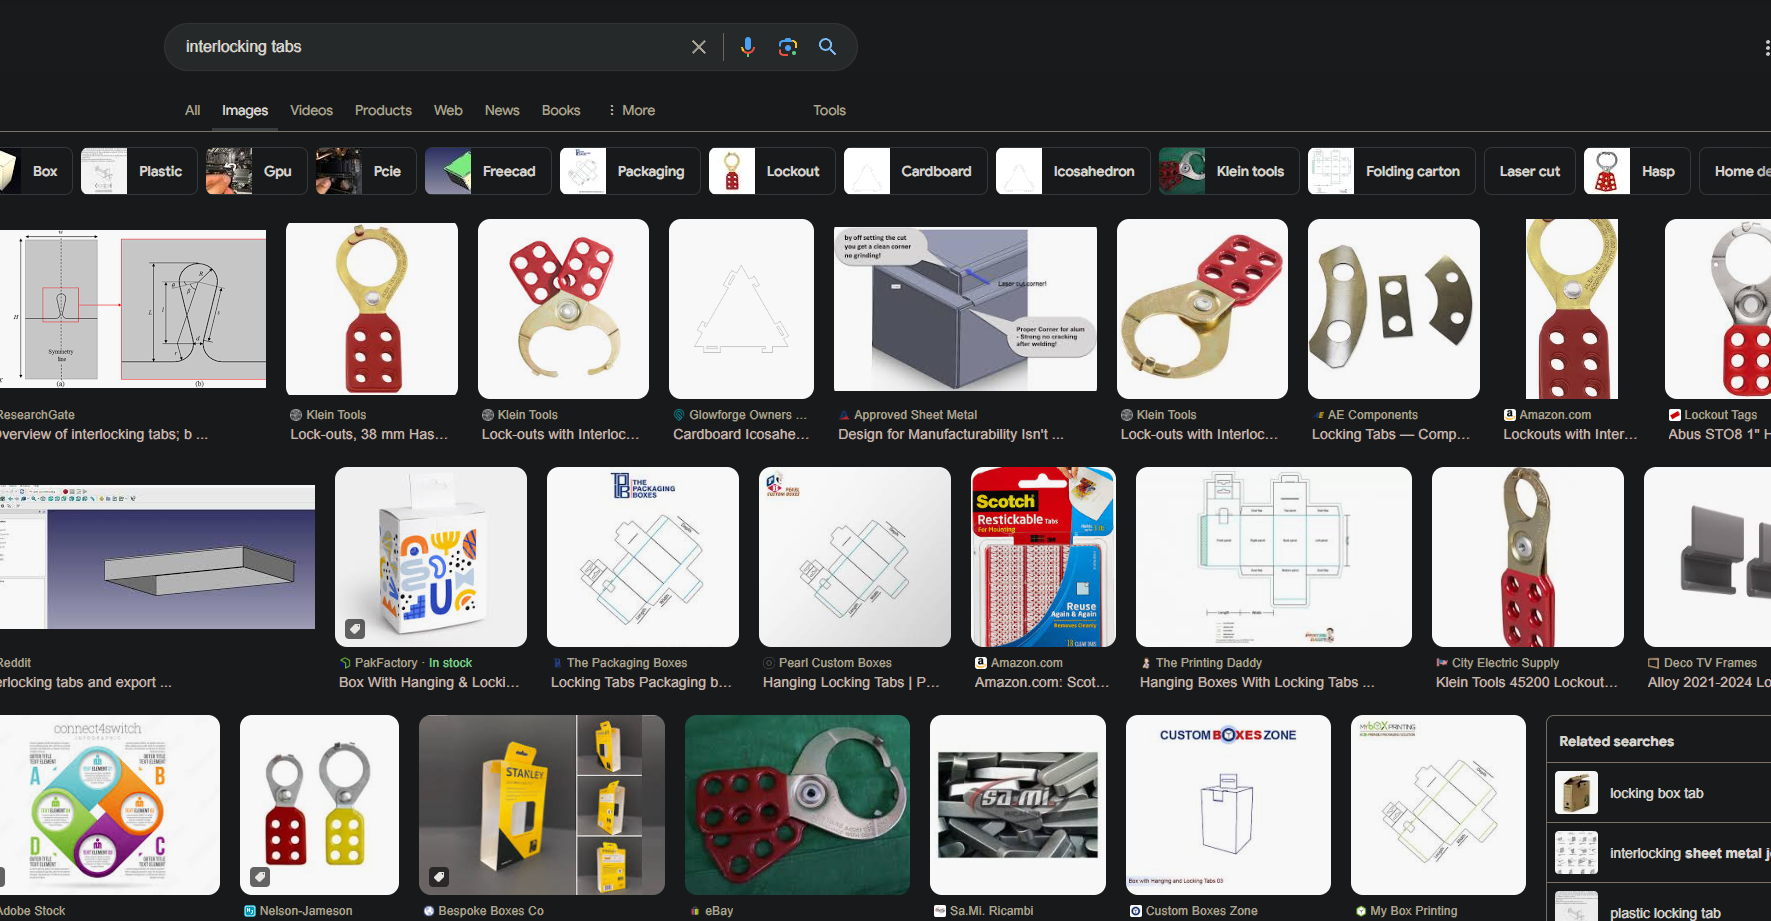 interlocking tabs
All
Images
Videos
Products
Web
News
Books
More
Tools
Box
Plastic
Gpu
Pcie
Freecad
Packaging
Lockout
Cardboard
Icosahedron
Klein tools
Folding carton
Laser cut
Hasp
Home de
Symmetry
line
(a)
(b)
by off setting the cut
you get a clean corner
no grinding!
Laser cut corner!
Proper Corner for alum
- Strong no cracking
after welding!
ResearchGate
verview of interlocking tabs; b ...
Klein Tools
Lock-outs, 38 mm Has...
Klein Tools
Lock-outs with Interloc...
Glowforge Owners ...
Cardboard Icosahe...
Approved Sheet Metal
Design for Manufacturability Isn't ...
Klein Tools
Lock-outs with Interloc...
AE Components
Locking Tabs — Comp...
Amazon.com
Lockouts with Inter...
Lockout Tags
Abus STO8 1" H
THE
PACKAGING
BOXES
PEARL
CUSTOM BOXES
Scotch
Restickable Tabs
For Mounting
Reuse
Again & Again
Removes Cleanly
18 CLEAR TABS
Reddit
erlocking tabs and export ...
PakFactory · In stock
Box With Hanging & Locki...
The Packaging Boxes
Locking Tabs Packaging b...
Pearl Custom Boxes
Hanging Locking Tabs | P...
Amazon.com
Amazon.com: Scot...
The Printing Daddy
Hanging Boxes With Locking Tabs ...
City Electric Supply
Klein Tools 45200 Lockout...
Deco TV Frames
Alloy 2021-2024 Lo
connect4switch
INFOGRAPHIC
A
B
C
D
STANLEY
sa.mi.
CUSTOM BOXES ZONE
Box with Hanging and Locking Tabs 03
MY BOX PRINTING
Adobe Stock
Nelson-Jameson
Bespoke Boxes Co
eBay
Sa.Mi. Ricambi
Custom Boxes Zone
My Box Printing
Related searches
locking box tab
interlocking sheet metal j
plastic locking tab